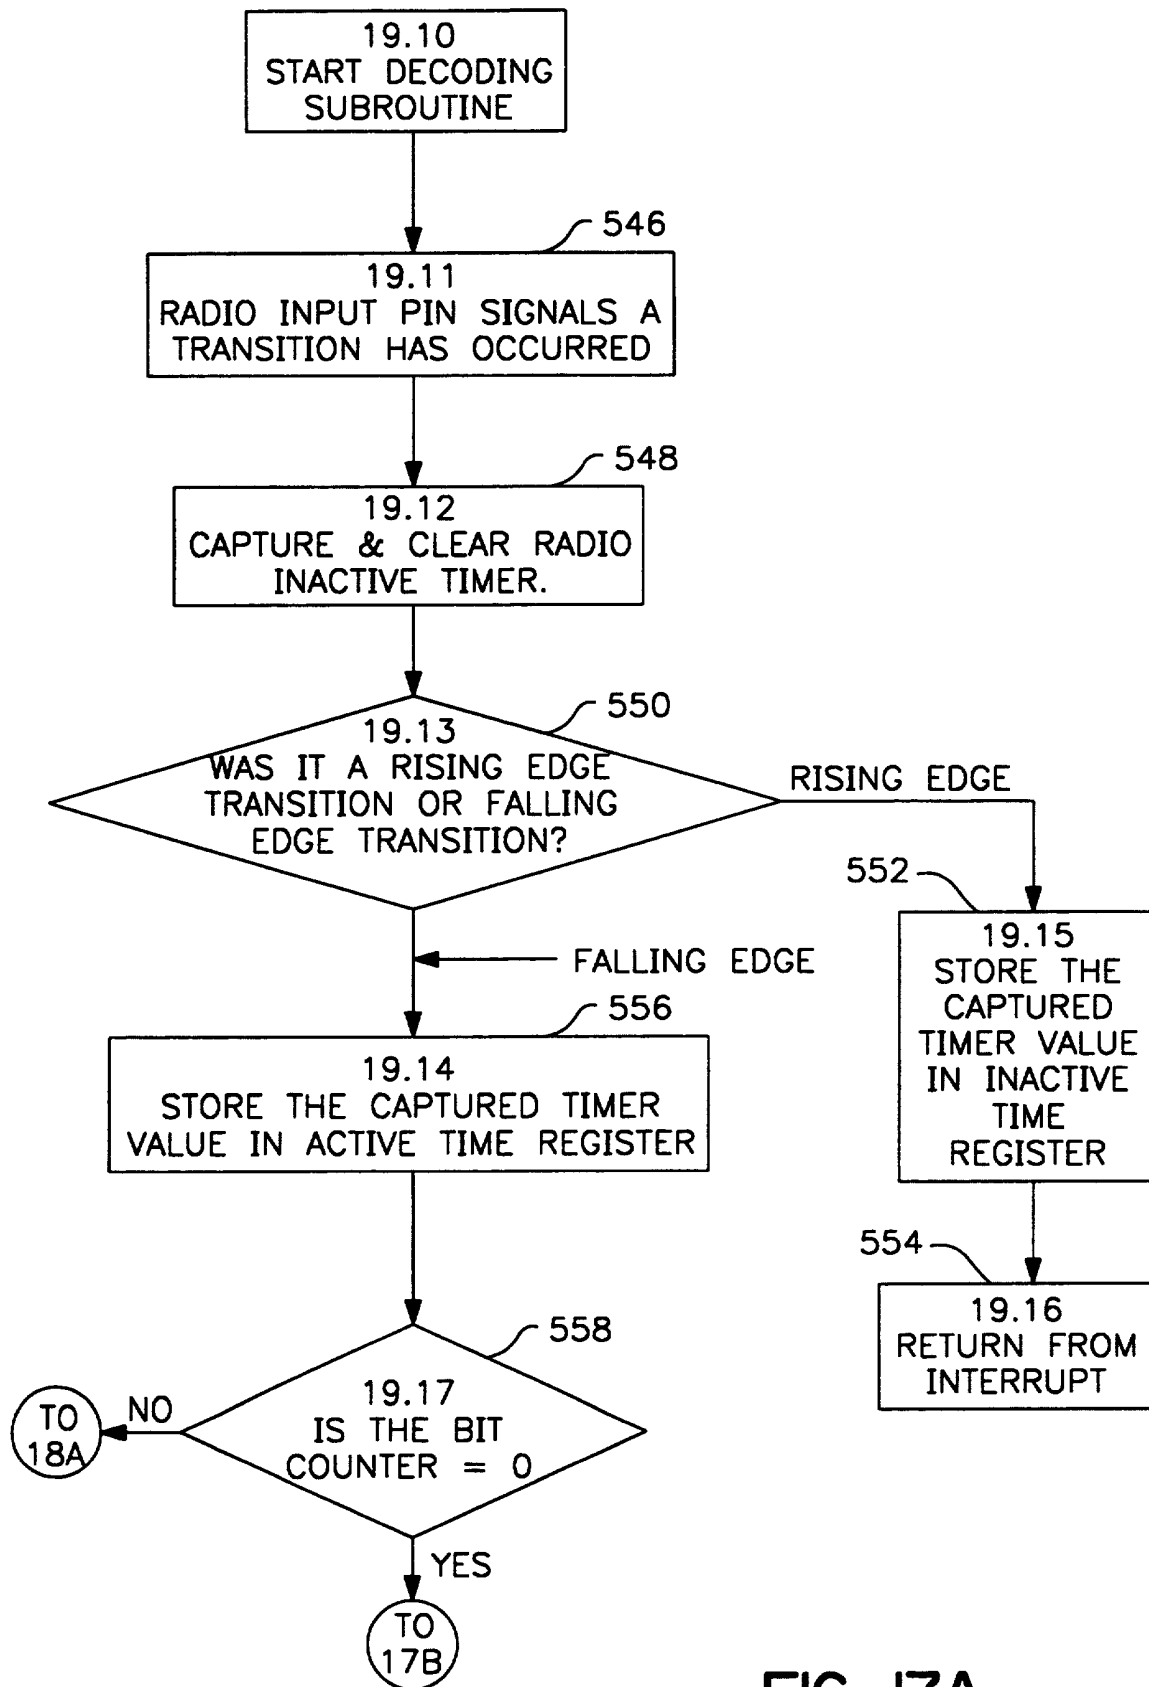 19.10
START DECODING
SUBROUTINE
546
19.11
RADIO INPUT PIN SIGNALS A
TRANSITION HAS OCCURRED
548
19.12
CAPTURE & CLEAR RADIO
INACTIVE TIMER.
550
19.13
WAS IT A RISING EDGE
TRANSITION OR FALLING
EDGE TRANSITION?
RISING EDGE
552
19.15
STORE THE
CAPTURED
TIMER VALUE
IN INACTIVE
TIME
REGISTER
FALLING EDGE
556
19.14
STORE THE CAPTURED TIMER
VALUE IN ACTIVE TIME REGISTER
554
19.16
RETURN FROM
INTERRUPT
558
19.17
IS THE BIT
COUNTER = 0
NO
TO
18A
YES
TO
17B
FIG. 17A